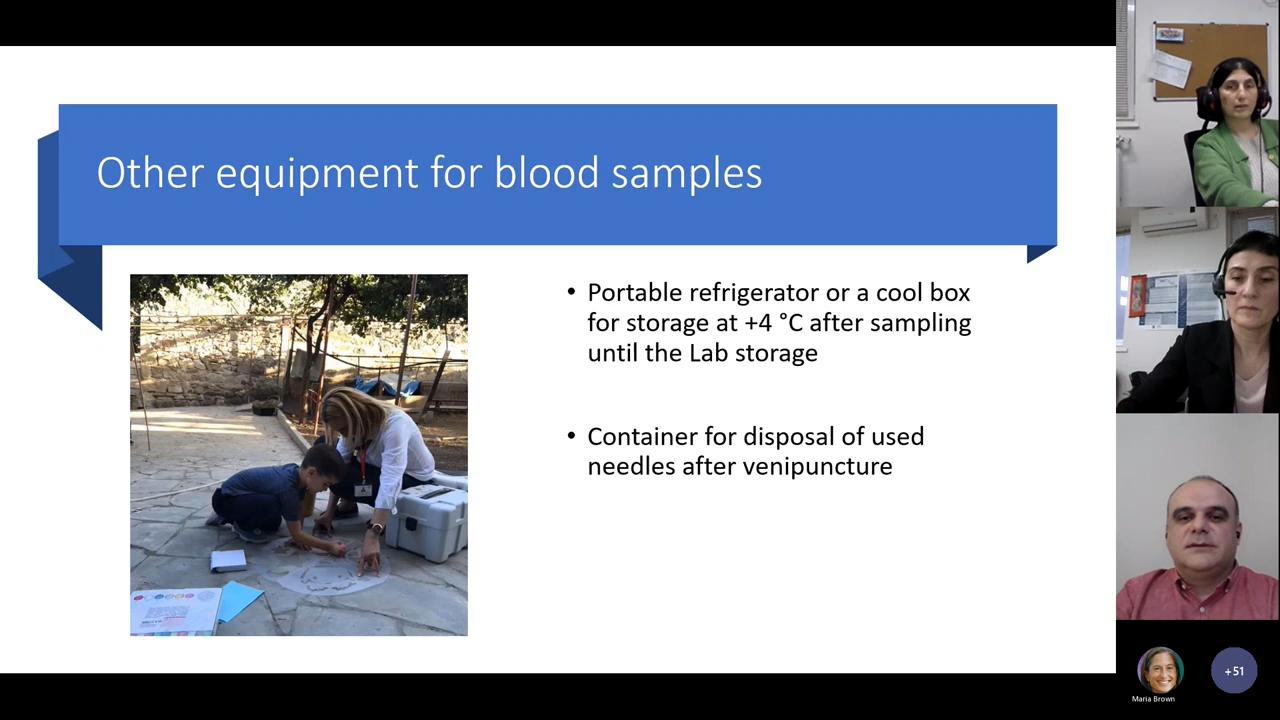 Other equipment for blood samples
• Portable refrigerator or a cool box
for storage at +4 °C after sampling
until the Lab storage
• Container for disposal of used
needles after venipuncture
Maria Brown
+51